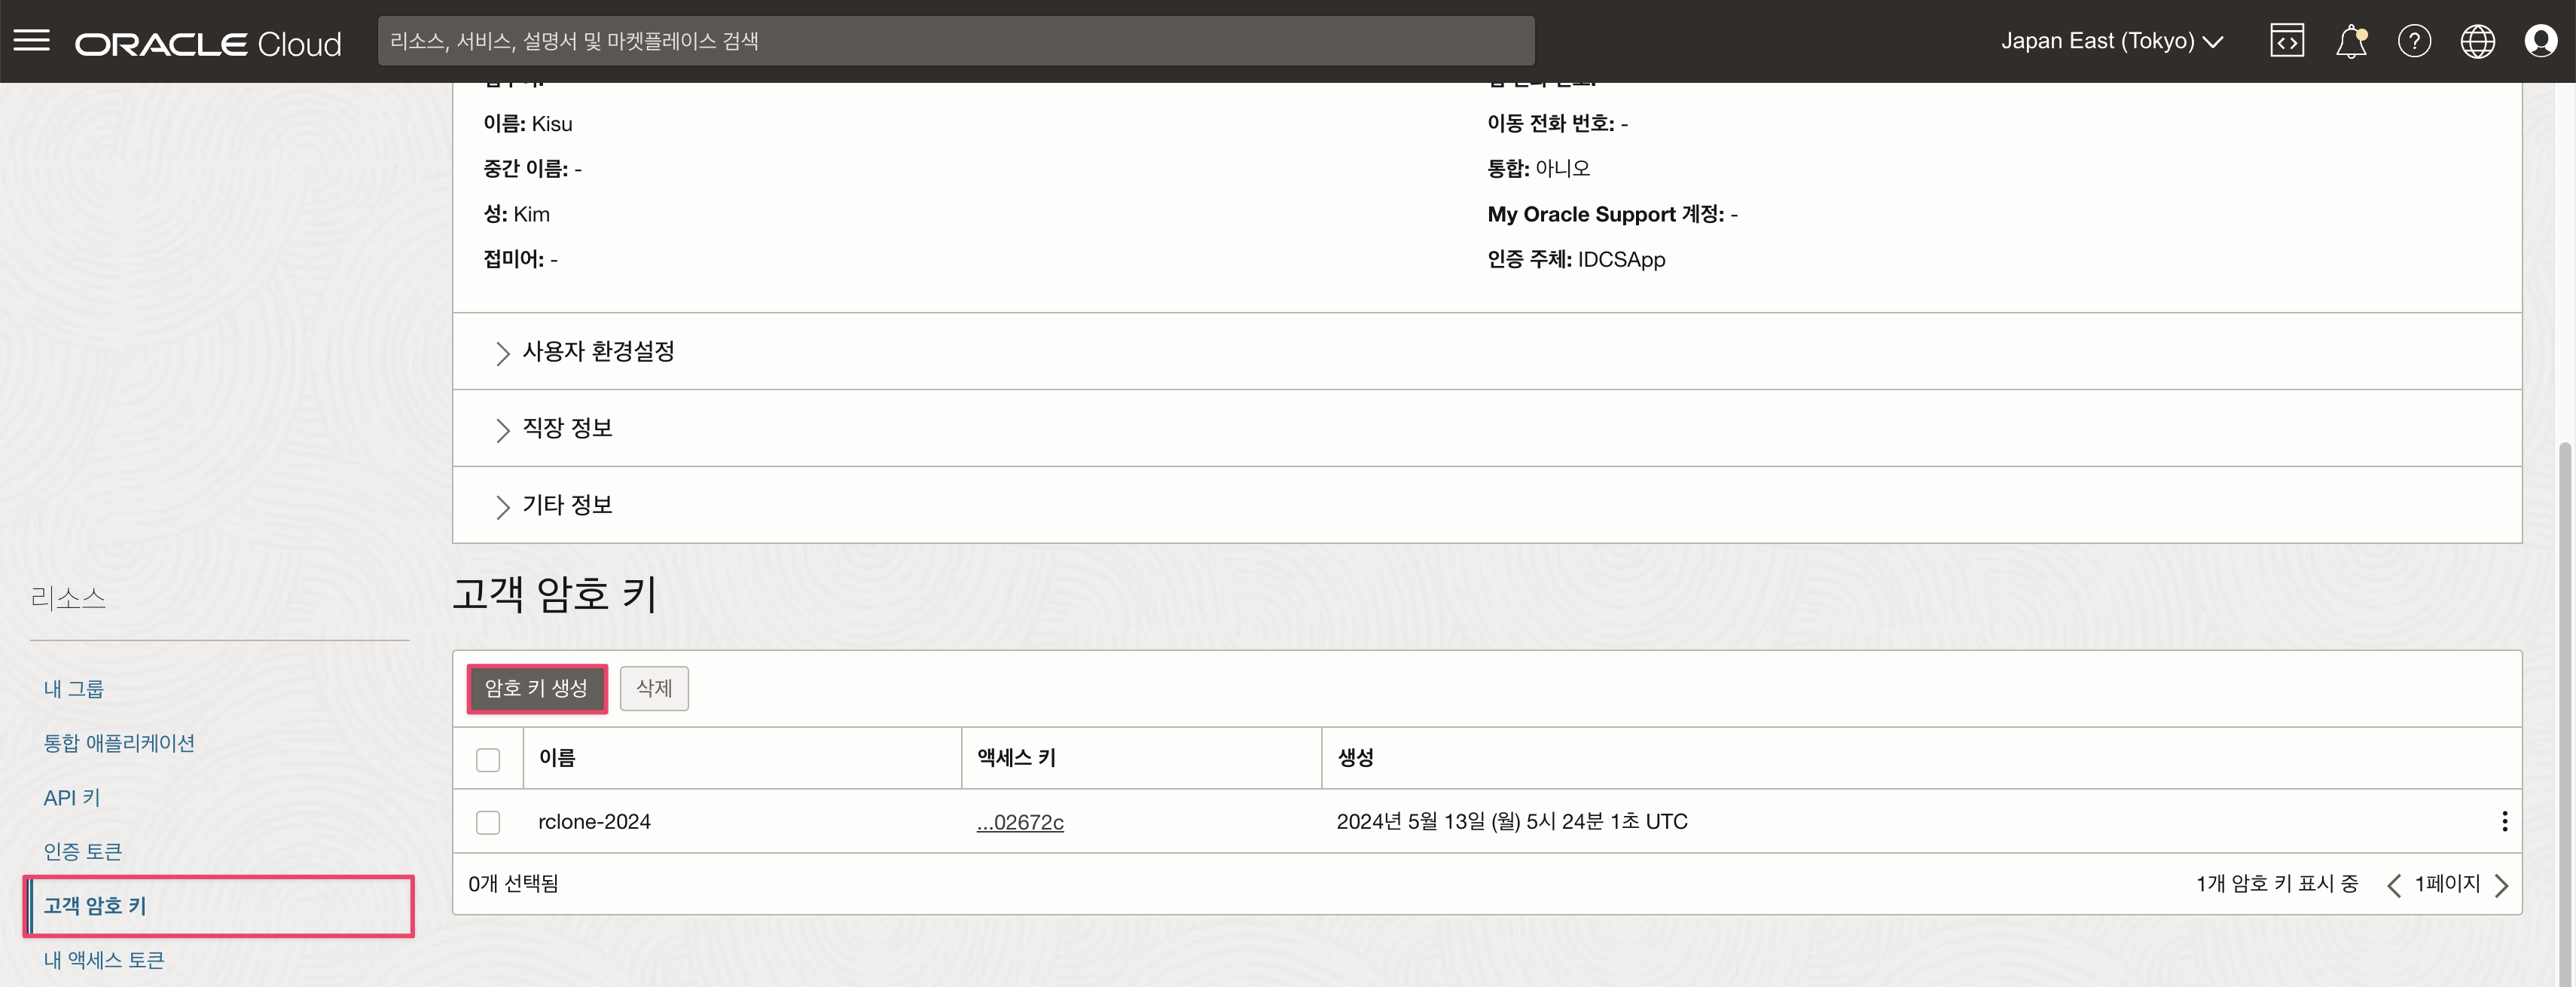 ORACLE Cloud
리소스, 서비스, 설명서 및 마켓플레이스 검색
Japan East (Tokyo)
이름: Kisu
이동 전화 번호: -
중간 이름: -
통합: 아니오
성: Kim
My Oracle Support 계정: -
접미어: -
인증 주체: IDCSApp
사용자 환경설정
직장 정보
기타 정보
리소스
내 그룹
통합 애플리케이션
API 키
인증 토큰
고객 암호 키
내 액세스 토큰
고객 암호 키
암호 키 생성
삭제
이름
액세스 키
생성
rclone-2024
...02672c
2024년 5월 13일 (월) 5시 24분 1초 UTC
0개 선택됨
1개 암호 키 표시 중
1페이지